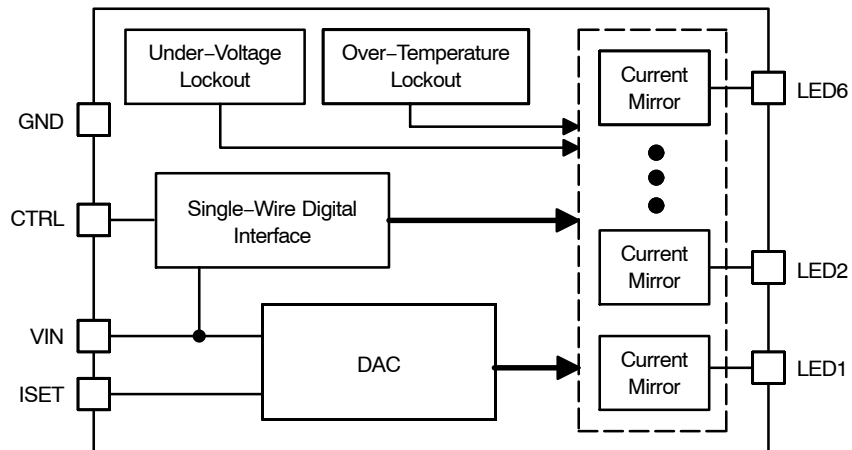 Under−Voltage
Lockout
Over−Temperature
Lockout
Current
Mirror
LED6
GND
CTRL
Single−Wire Digital
Interface
Current
Mirror
LED2
VIN
DAC
Current
Mirror
LED1
ISET